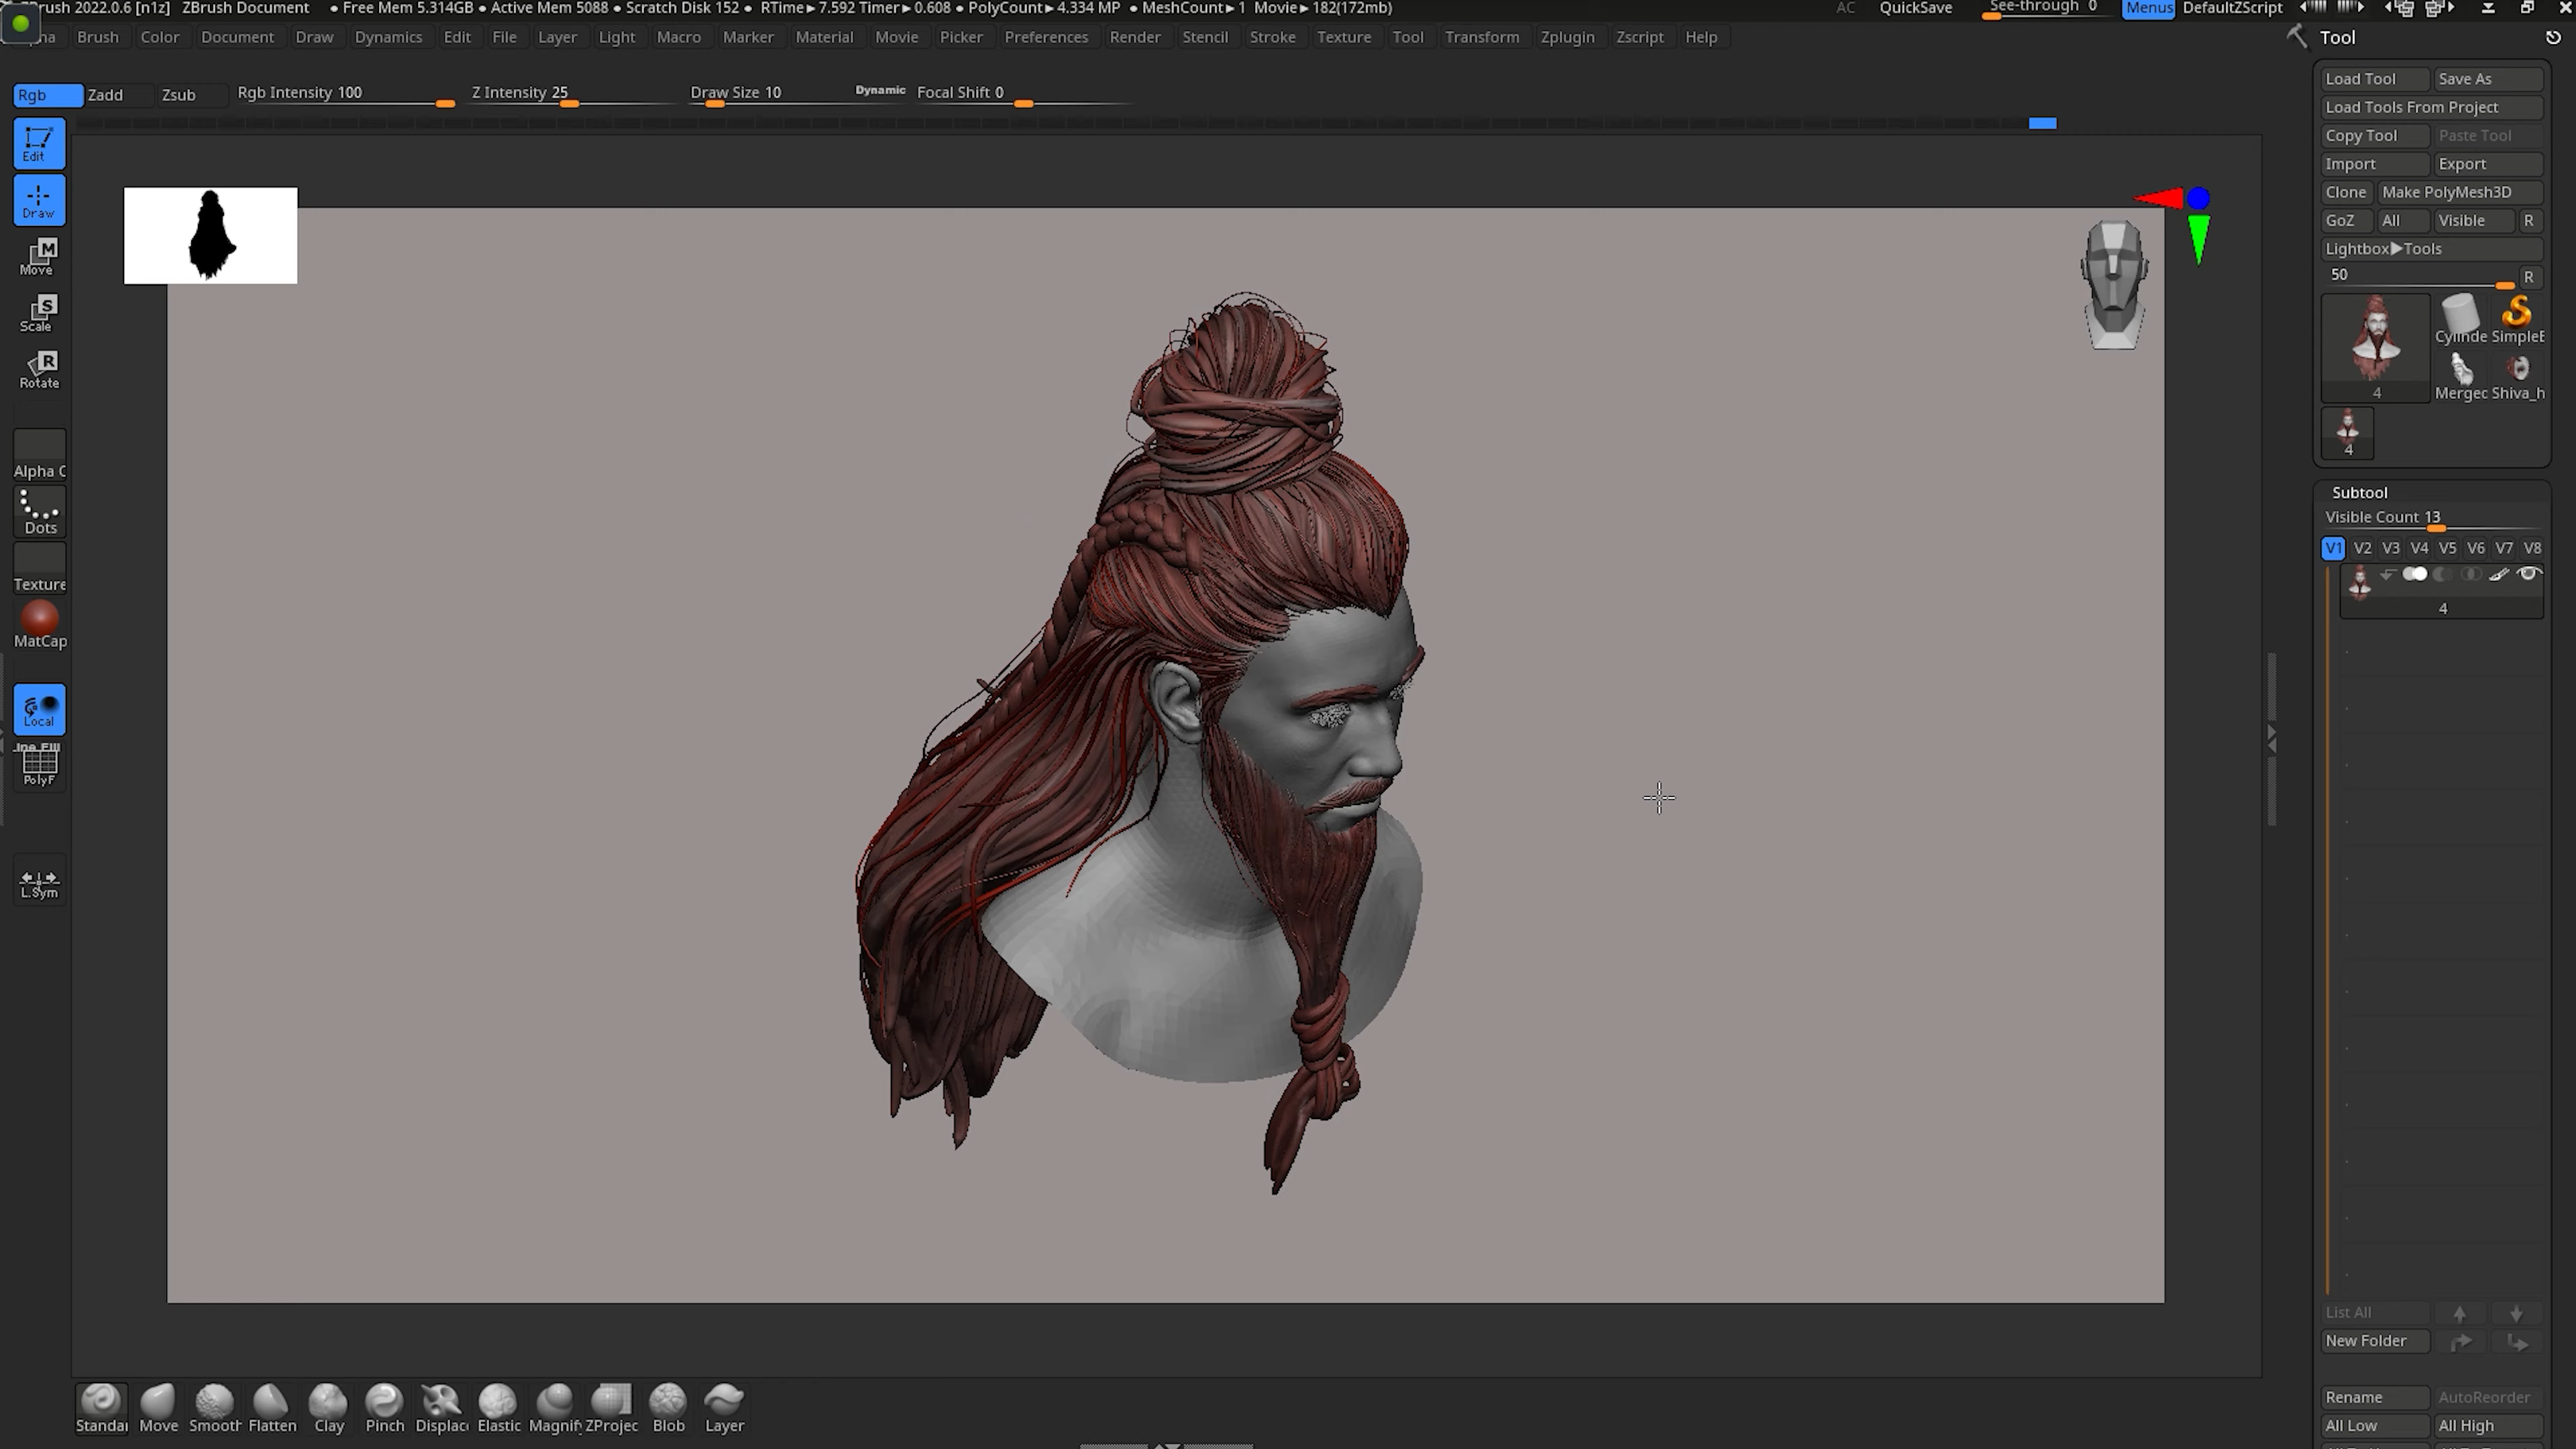 Brush 2022.0.6 [n1z] ZBrush Document ● Free Mem 5.314GB ● Active Mem 5088 ● Scratch Disk 152 ● RTime►7.592 Timer►0.608 ● PolyCount►4.334 MP ● MeshCount►1 Movie►182(172mb) AC QuickSave See-through 0 Menus DefaultZScript
ha Brush Color Document Draw Dynamics Edit File Layer Light Macro Marker Material Movie Picker Preferences Render Stencil Stroke Texture Tool Transform Zplugin Zscript Help Tool
Rgb Zadd Zsub Rgb Intensity 100 Z Intensity 25 Draw Size 10 Dynamic Focal Shift 0
Edit
Draw
M
Move
S
Scale
R
Rotate
Alpha O
Dots
Texture
MatCap
Local
Line Fill
PolyF
L.Sym
Load Tool Save As
Load Tools From Project
Copy Tool Paste Tool
Import Export
Clone Make PolyMesh3D
GoZ All Visible R
Lightbox►Tools
50 R
Cylinde SimpleE
4 Mergec Shiva_h
4
Subtool
Visible Count 13
V1 V2 V3 V4 V5 V6 V7 V8
4
List All
New Folder
Rename AutoReorder
All Low All High
Standa Move Smooth Flatten Clay Pinch Displac Elastic Magnify ZProjec Blob Layer